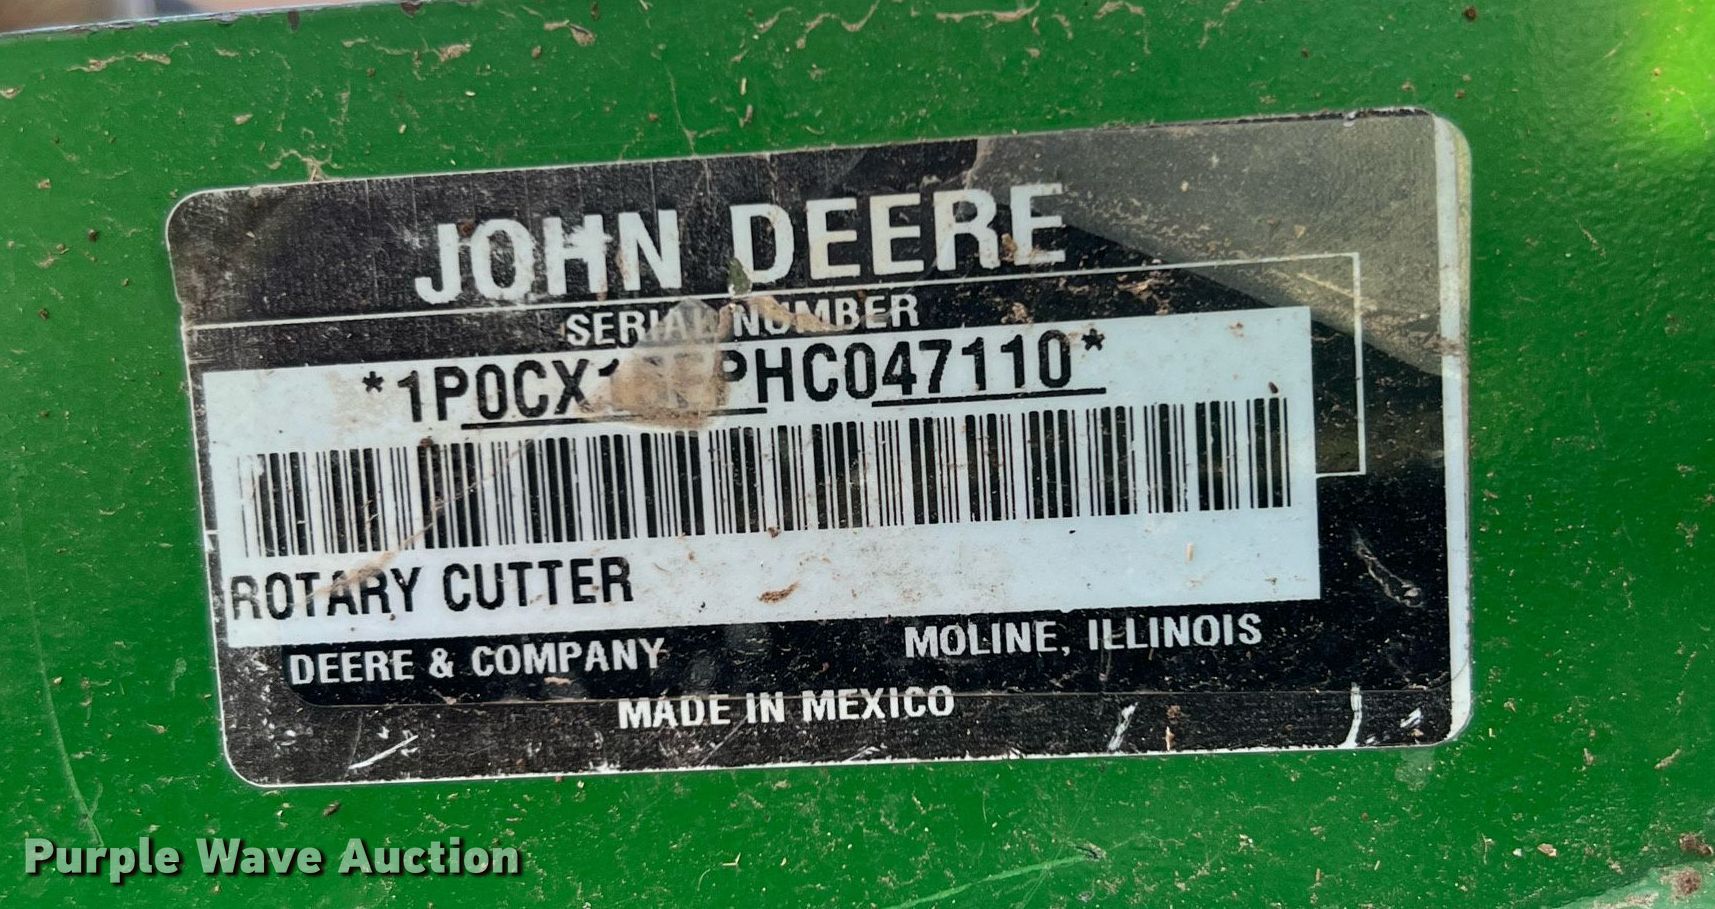 JOHN DEERE
SERIAL NUMBER
ROTARY CUTTER
DEERE & COMPANY MOLINE, ILLINOIS
MADE IN MEXICO
Purple Wave Auction